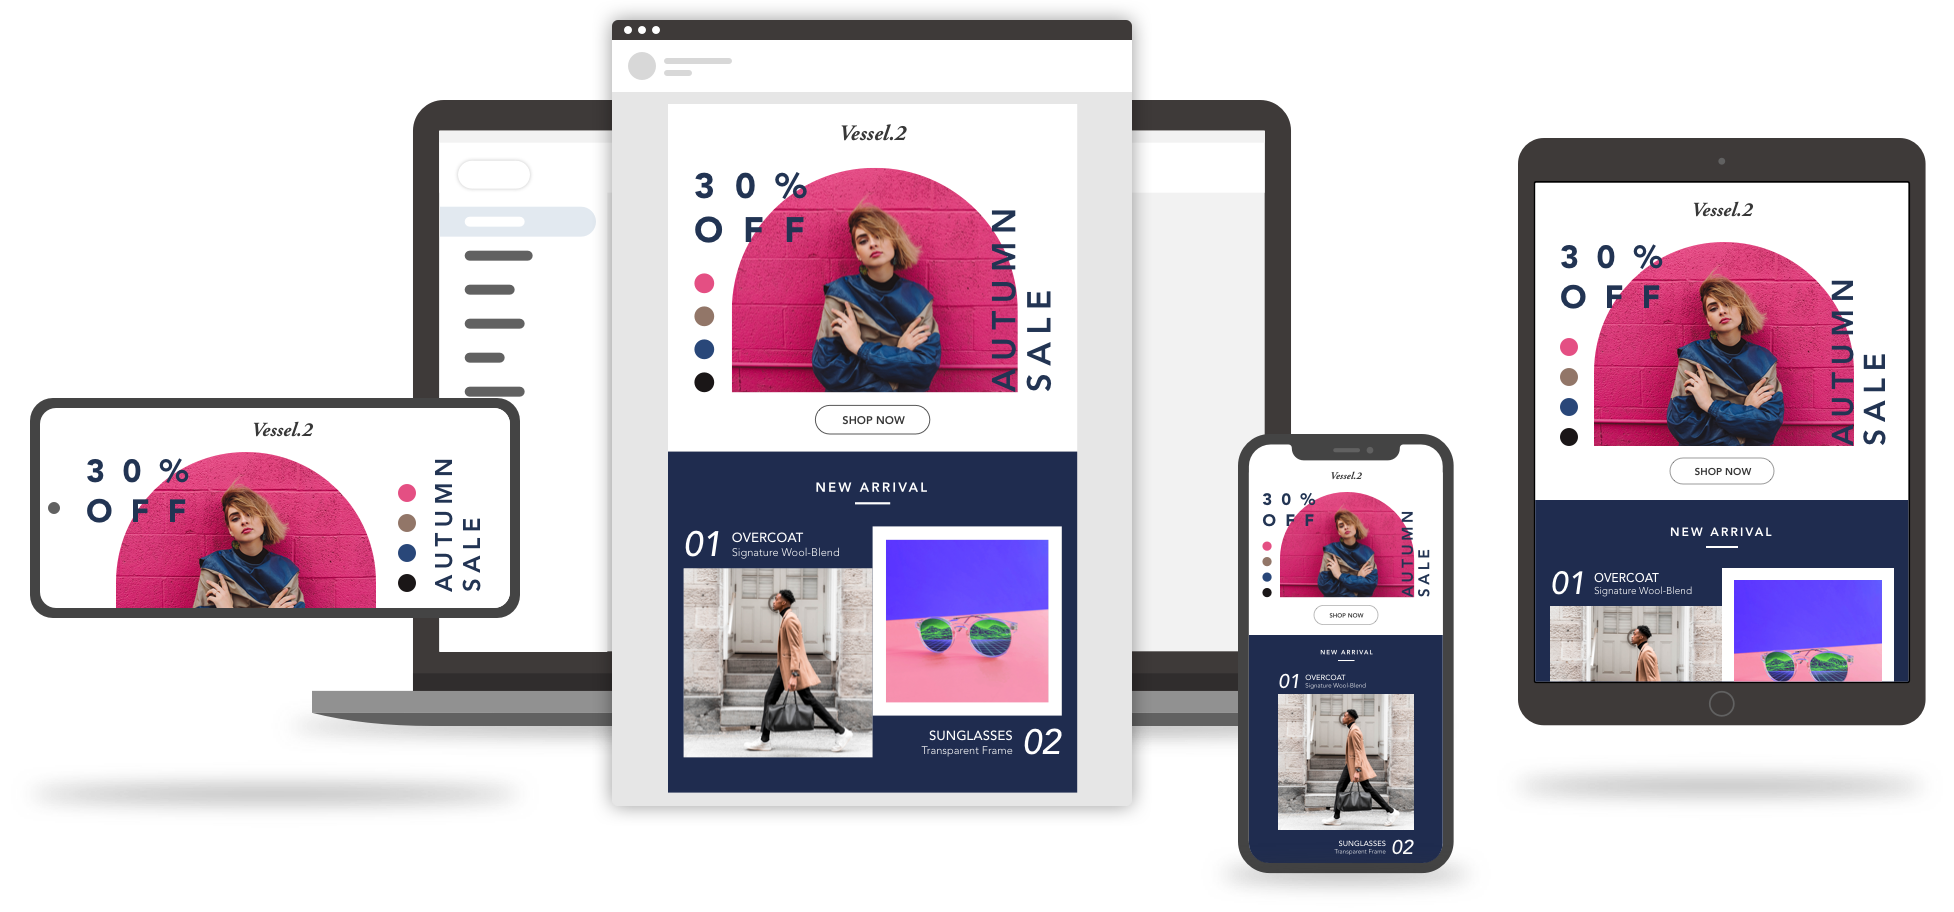 Vessel.2
30%
OFF
AUTUMN
SALE
SHOP NOW
NEW ARRIVAL
01 OVERCOAT
Signature Wool-Blend
SUNGLASSES 02
Transparent Frame
Vessel.2
30%
OFF
AUTUMN
SALE
Vessel.2
30%
OFF
AUTUMN
SALE
SHOP NOW
NEW ARRIVAL
01 OVERCOAT
Signature Wool-Blend
SUNGLASSES 02
Transparent Frame
Vessel.2
30%
OFF
AUTUMN
SALE
SHOP NOW
NEW ARRIVAL
01 OVERCOAT
Signature Wool-Blend